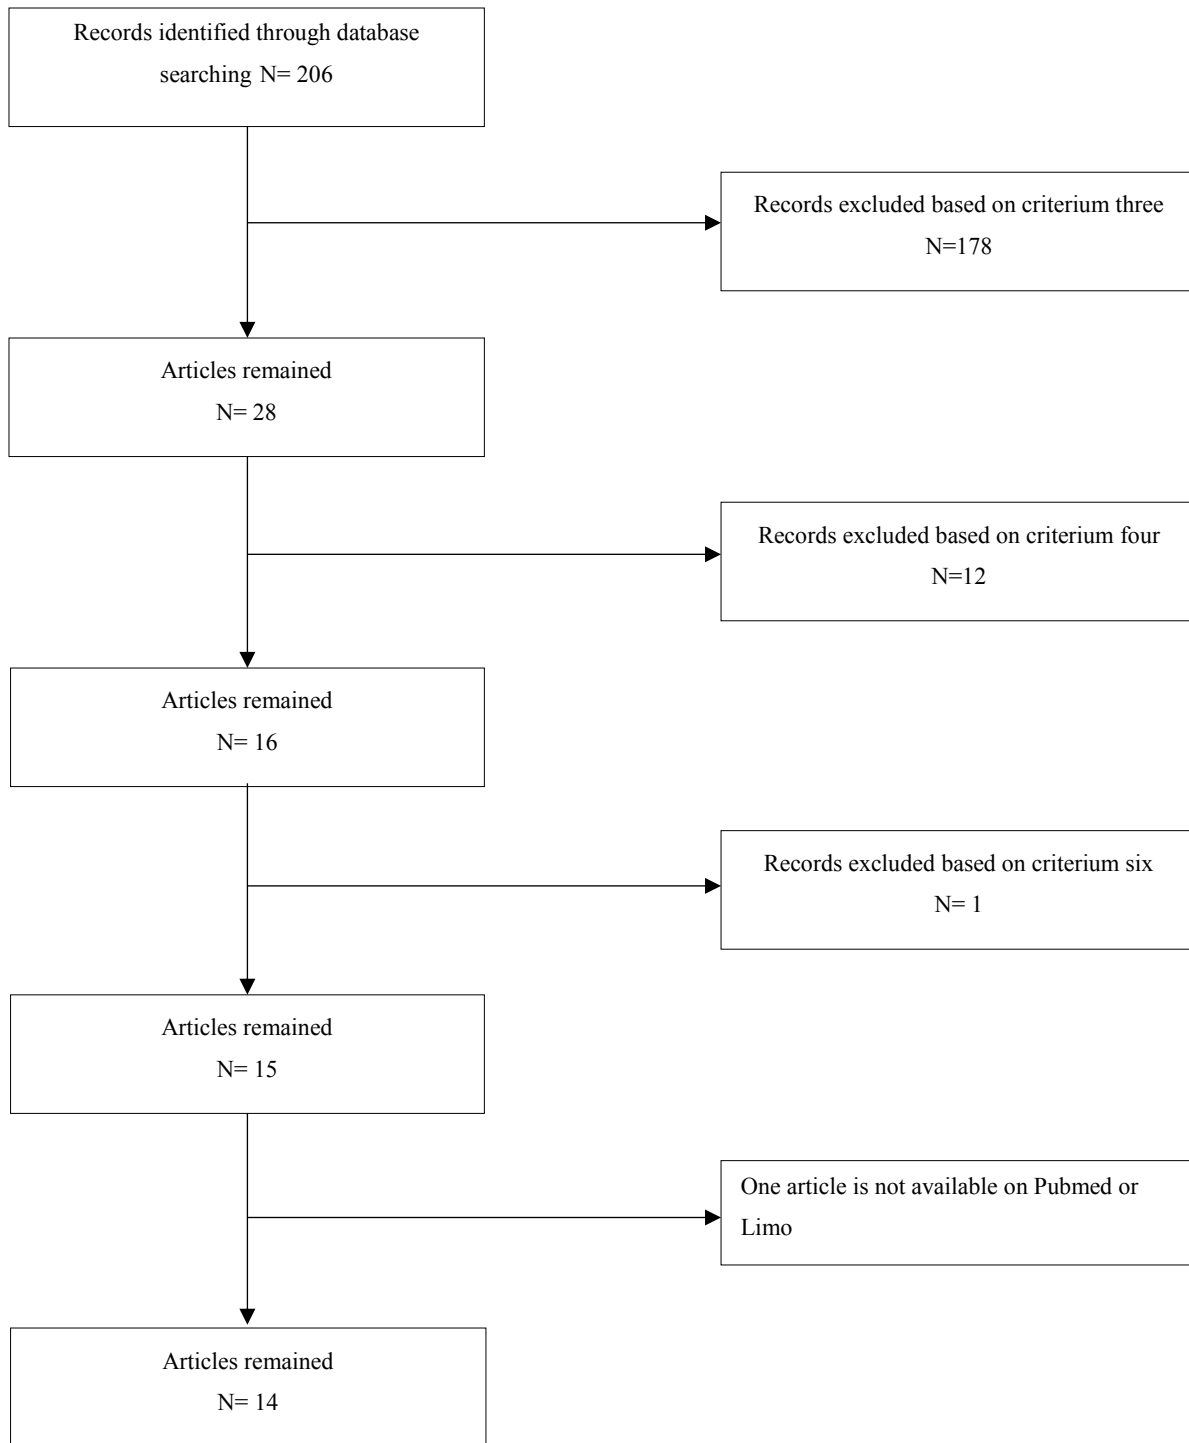 Records identified through database
searching N= 206
Records excluded based on criterium three
N=178
Articles remained
N= 28
Records excluded based on criterium four
N=12
Articles remained
N= 16
Records excluded based on criterium six
N= 1
Articles remained
N= 15
One article is not available on Pubmed or
Limo
Articles remained
N= 14